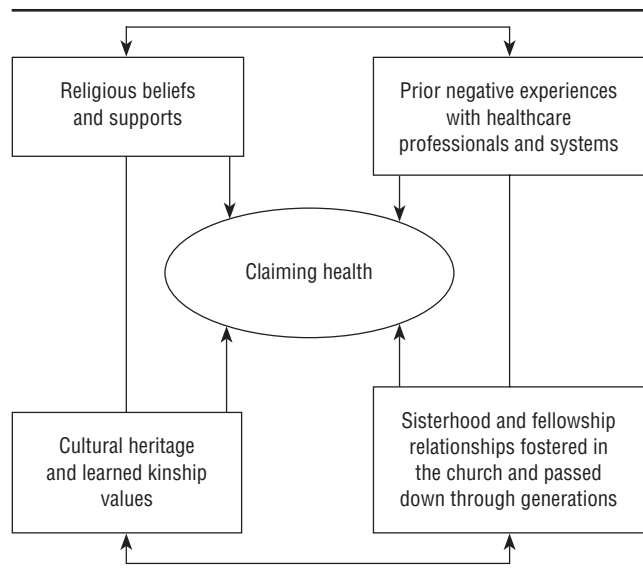 Religious beliefs
and supports
Prior negative experiences
with healthcare
professionals and systems
Claiming health
Cultural heritage
and learned kinship
values
Sisterhood and fellowship
relationships fostered in
the church and passed
down through generations